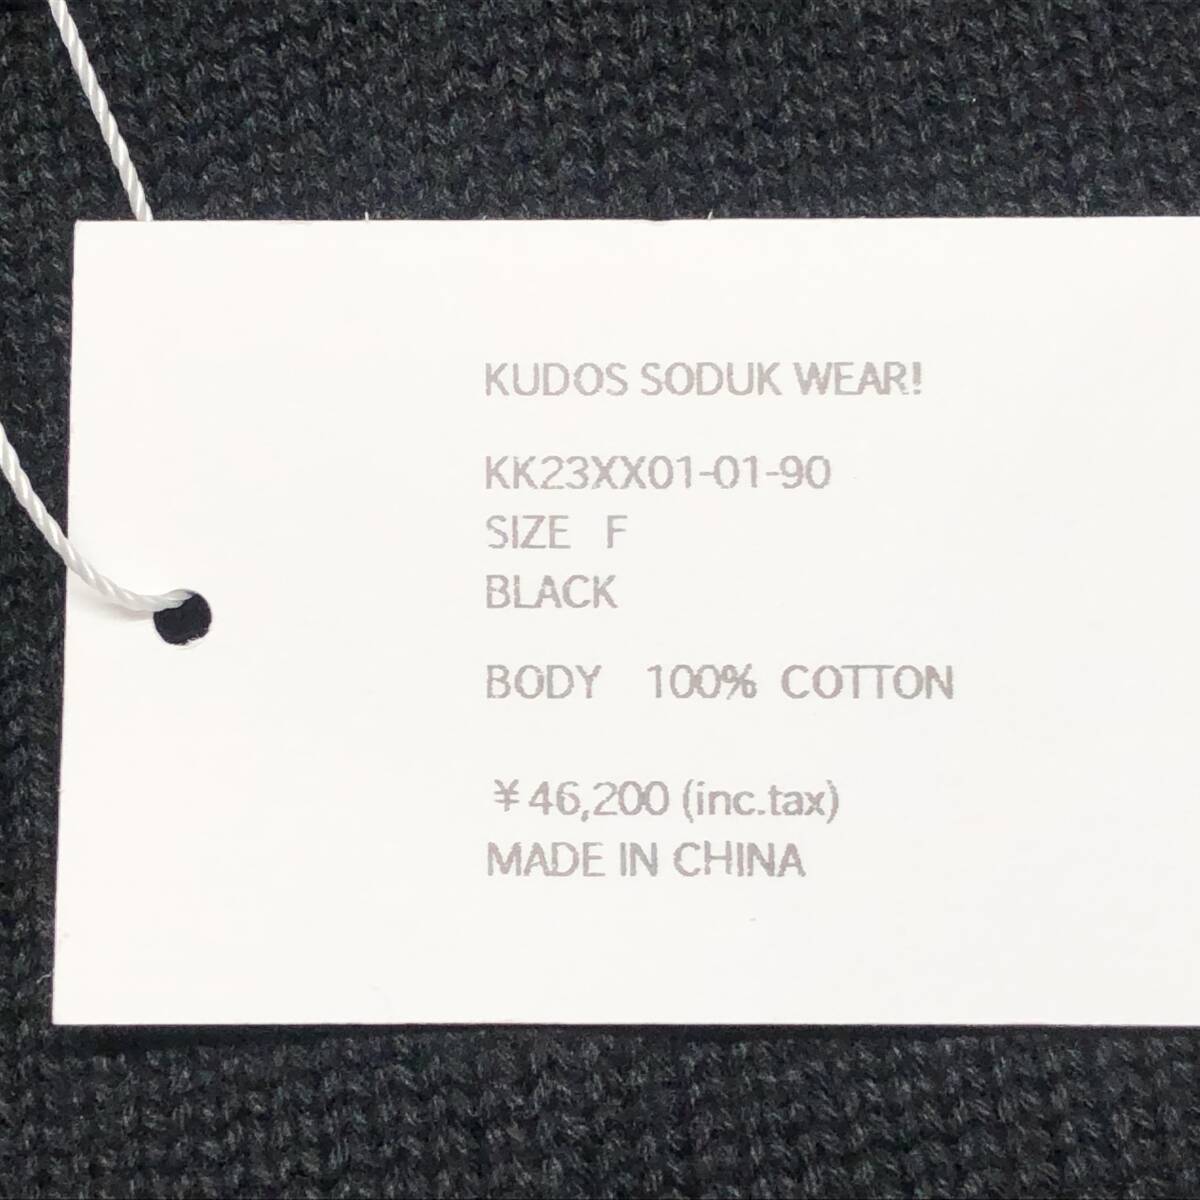 KUDOS SODUK WEAR!
KK23XX01-01-90
SIZE F
BLACK
BODY 100% COTTON
¥46,200 (inc.tax)
MADE IN CHINA